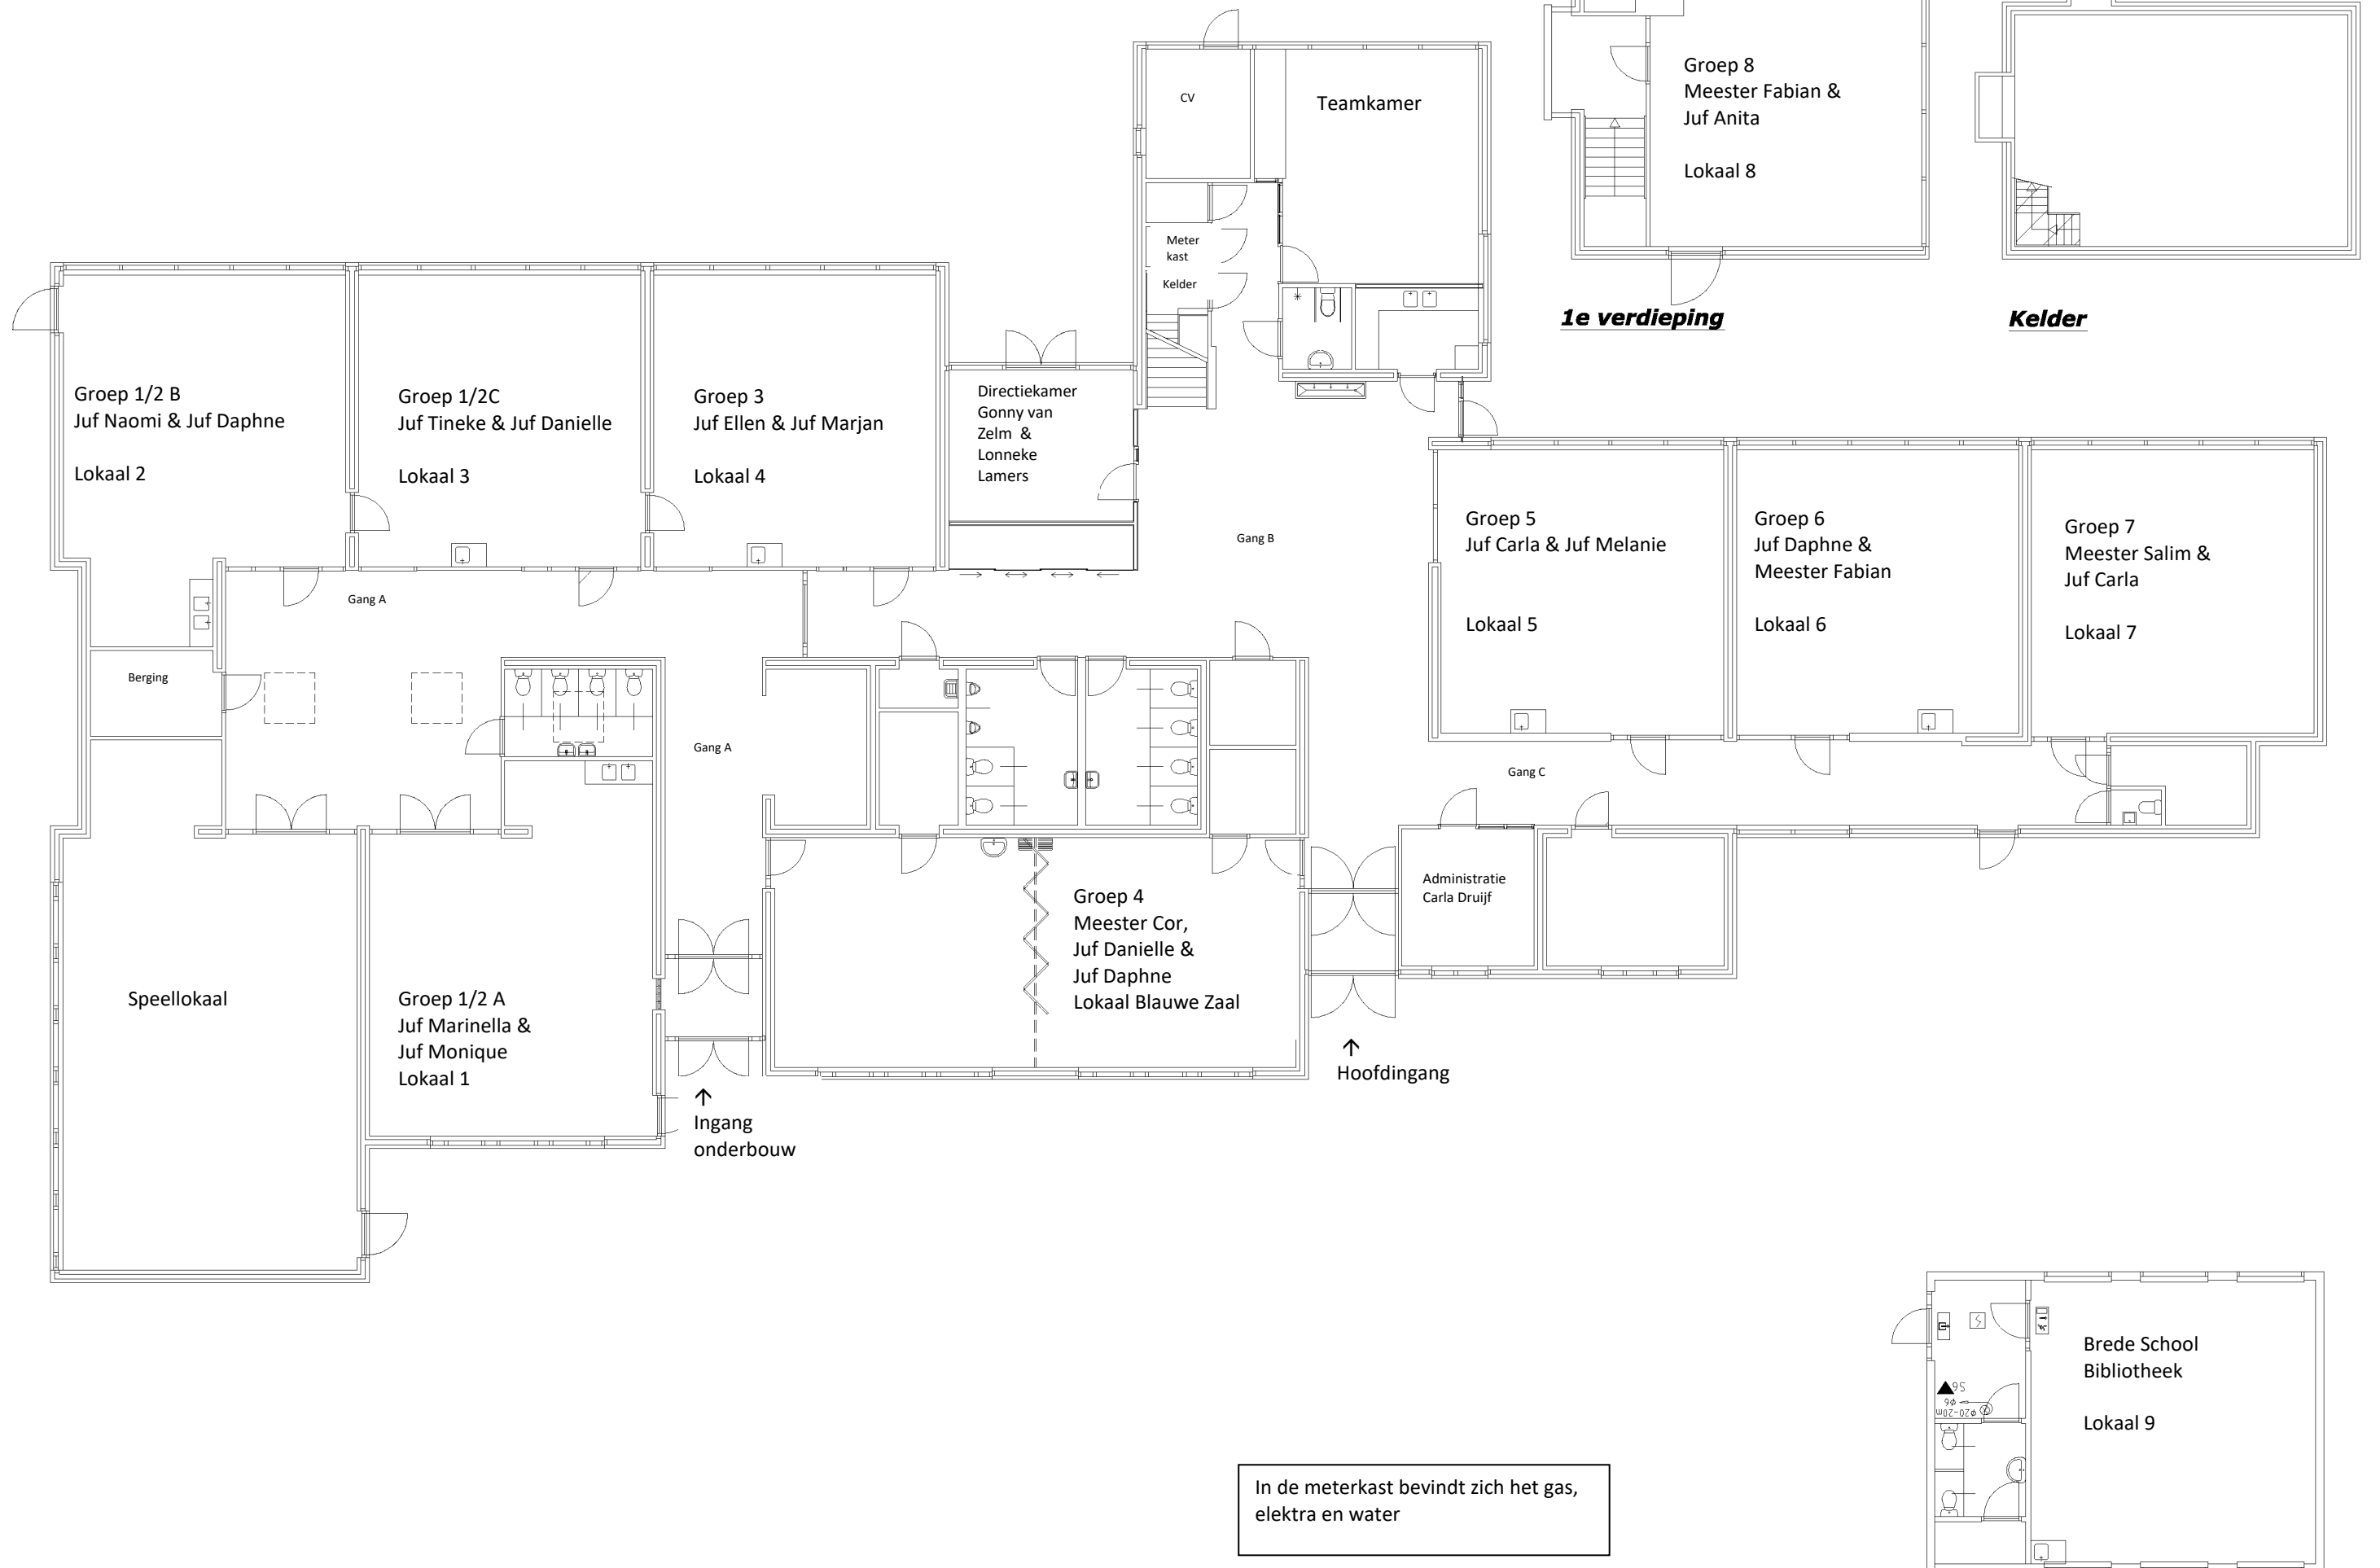 CV
Teamkamer
Groep 8
Meester Fabian &
Juf Anita
Lokaal 8
Meter
kast
Kelder
1e verdieping
Kelder
Groep 1/2 B
Juf Naomi & Juf Daphne
Lokaal 2
Groep 1/2C
Juf Tineke & Juf Danielle
Lokaal 3
Groep 3
Juf Ellen & Juf Marjan
Lokaal 4
Directiekamer
Gonny van
Zelm &
Lonneke
Lamers
Gang B
Groep 5
Juf Carla & Juf Melanie
Lokaal 5
Groep 6
Juf Daphne &
Meester Fabian
Lokaal 6
Groep 7
Meester Salim &
Juf Carla
Lokaal 7
Gang A
Berging
Gang A
Gang C
Administratie
Carla Druijf
Groep 4
Meester Cor,
Juf Danielle &
Juf Daphne
Lokaal Blauwe Zaal
Speellokaal
Groep 1/2 A
Juf Marinella &
Juf Monique
Lokaal 1
↑
Hoofdingang
↑
Ingang
onderbouw
Brede School
Bibliotheek
Lokaal 9
In de meterkast bevindt zich het gas,
elektra en water